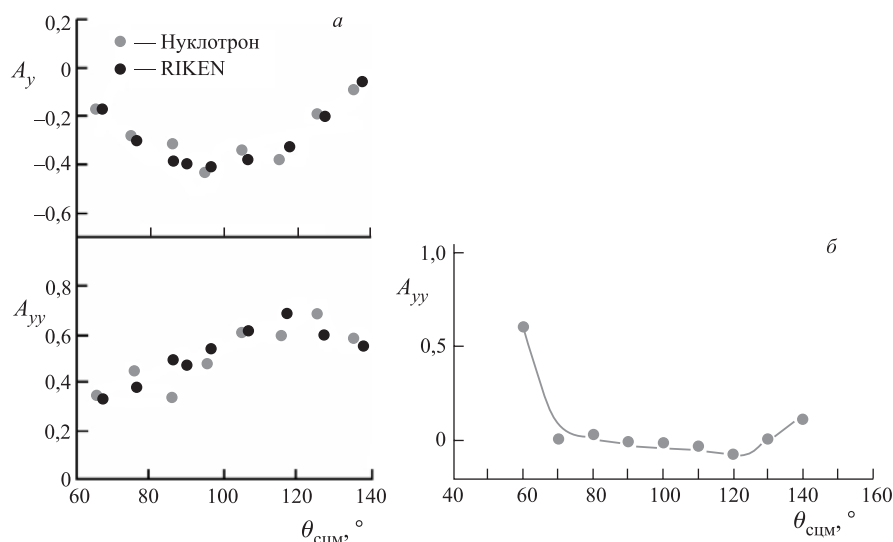 0,2
0
–0,2
–0,4
–0,6
A_y
а
— Нуклотрон
— RIKEN
0,8
0,6
0,4
0,2
0
A_yy
60 80 100 120 140
θ_сцм, °
б
1,0
0,5
0
A_yy
40 60 80 100 120 140 160
θ_сцм, °